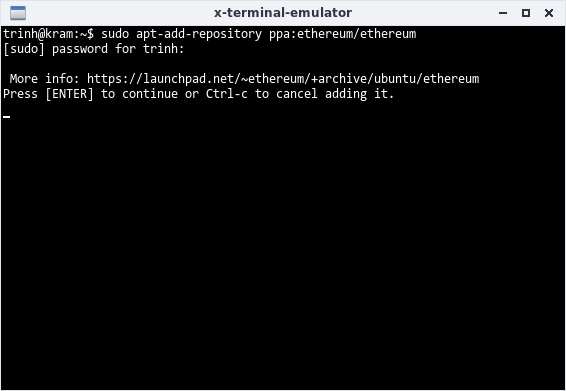 x-terminal-emulator
trinh@kram:~$ sudo apt-add-repository ppa:ethereum/ethereum
[sudo] password for trinh:
More info: https://launchpad.net/~ethereum/+archive/ubuntu/ethereum
Press [ENTER] to continue or Ctrl-c to cancel adding it.